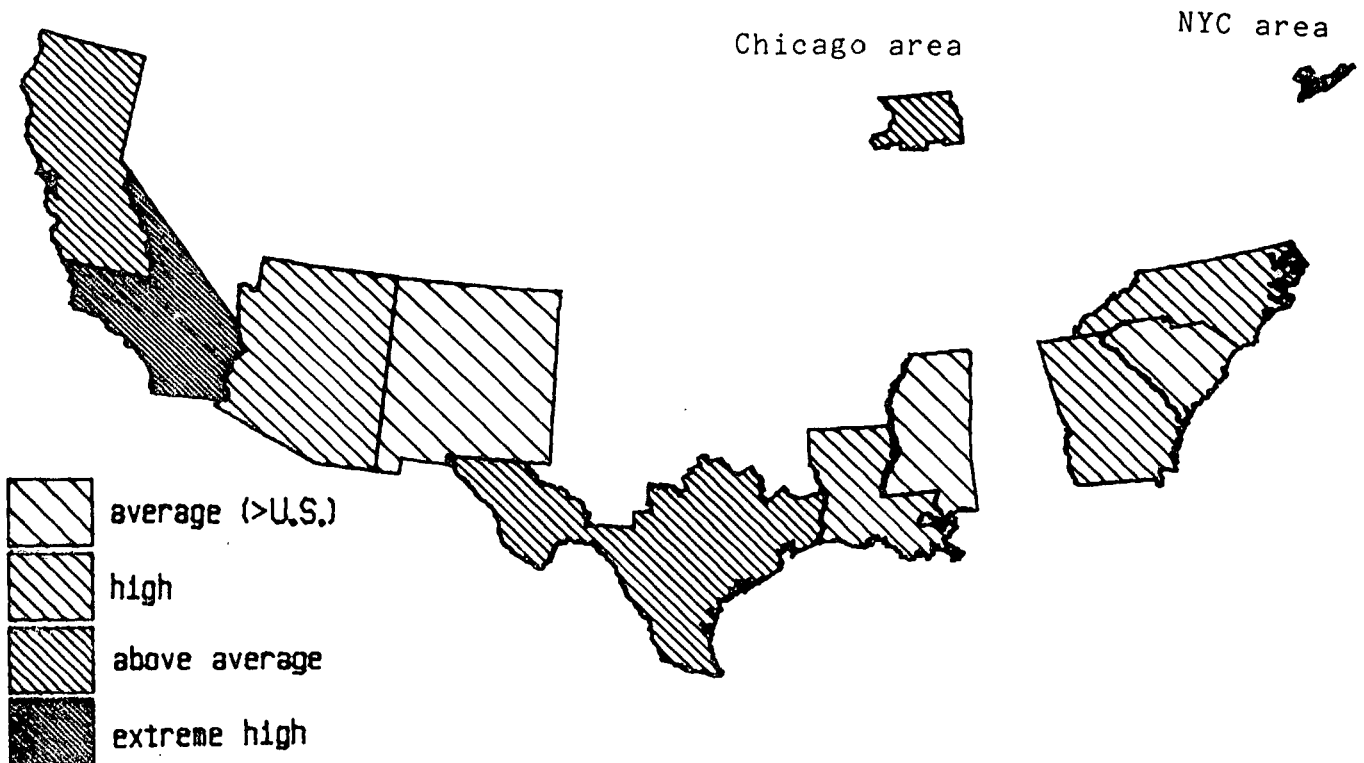 NYC area
Chicago area
average (>U.S.)
high
above average
extreme high